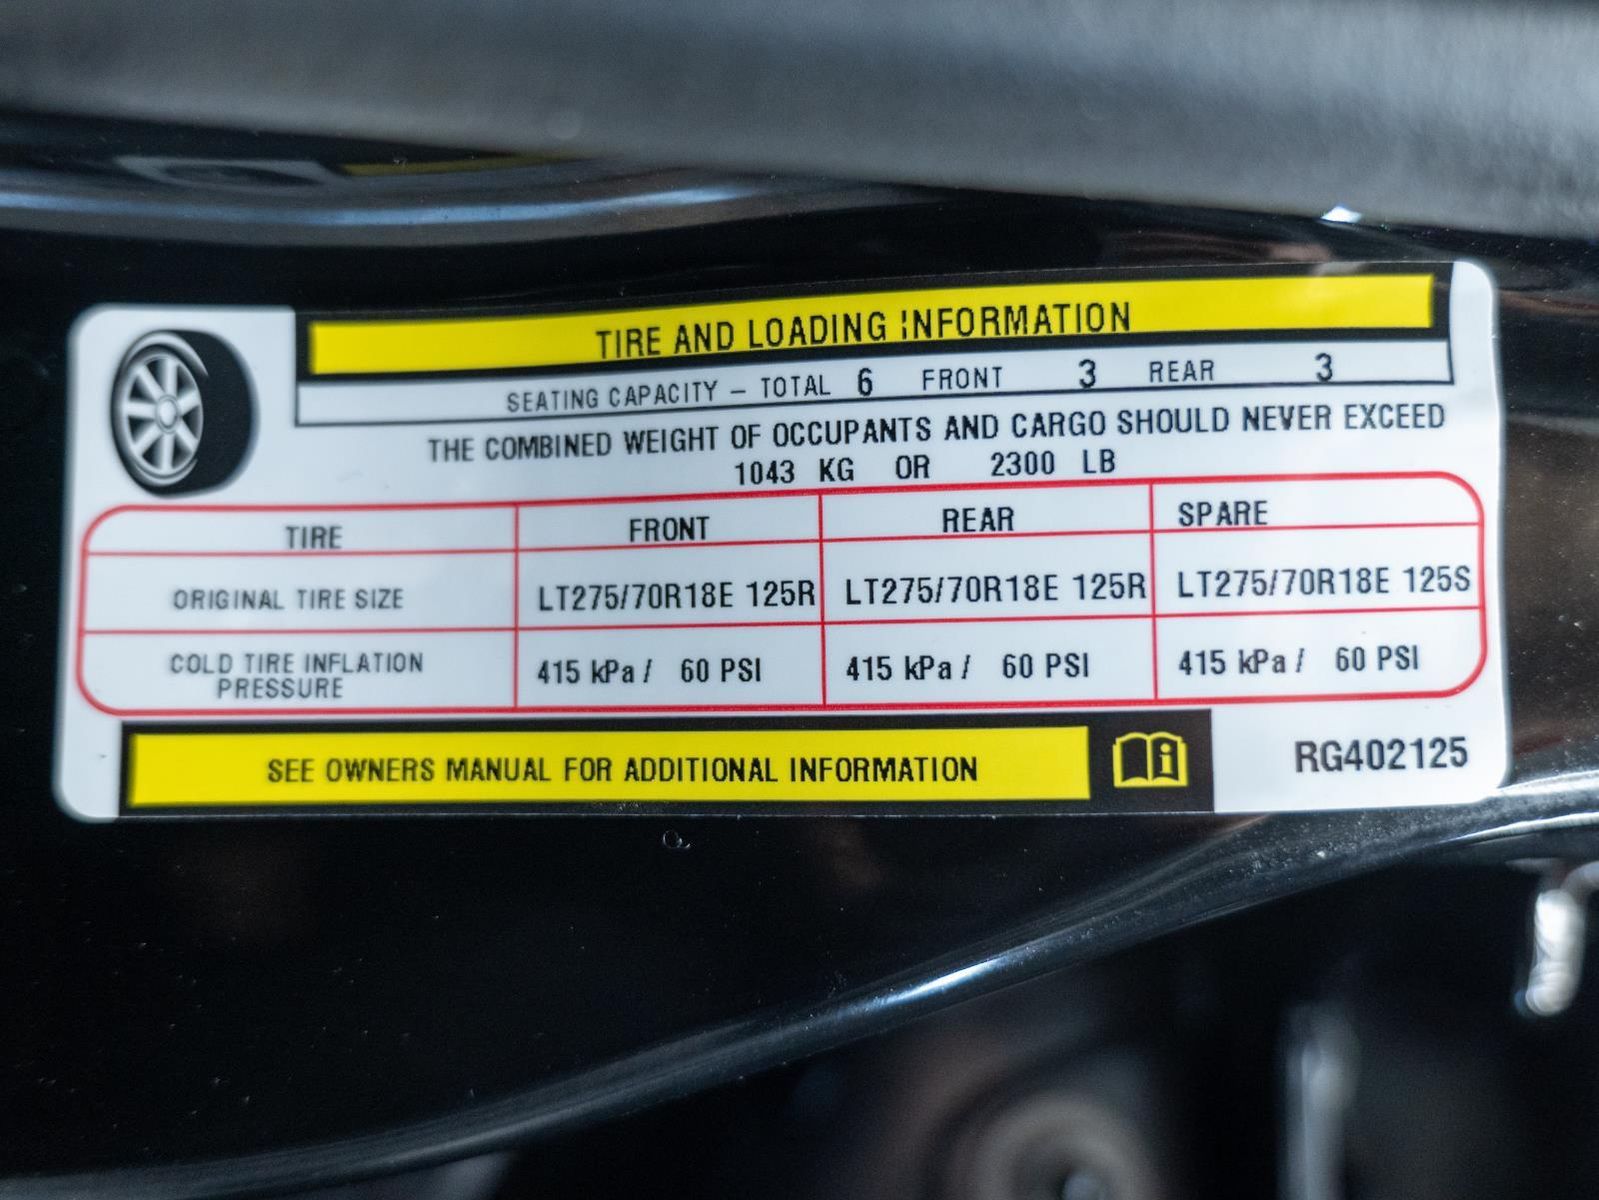 TIRE AND LOADING INFORMATION
SEATING CAPACITY – TOTAL 6 FRONT 3 REAR 3
THE COMBINED WEIGHT OF OCCUPANTS AND CARGO SHOULD NEVER EXCEED
1043 KG OR 2300 LB
TIRE FRONT REAR SPARE
ORIGINAL TIRE SIZE LT275/70R18E 125R LT275/70R18E 125R LT275/70R18E 125S
COLD TIRE INFLATION
PRESSURE 415 kPa / 60 PSI 415 kPa / 60 PSI 415 kPa / 60 PSI
SEE OWNERS MANUAL FOR ADDITIONAL INFORMATION
RG402125